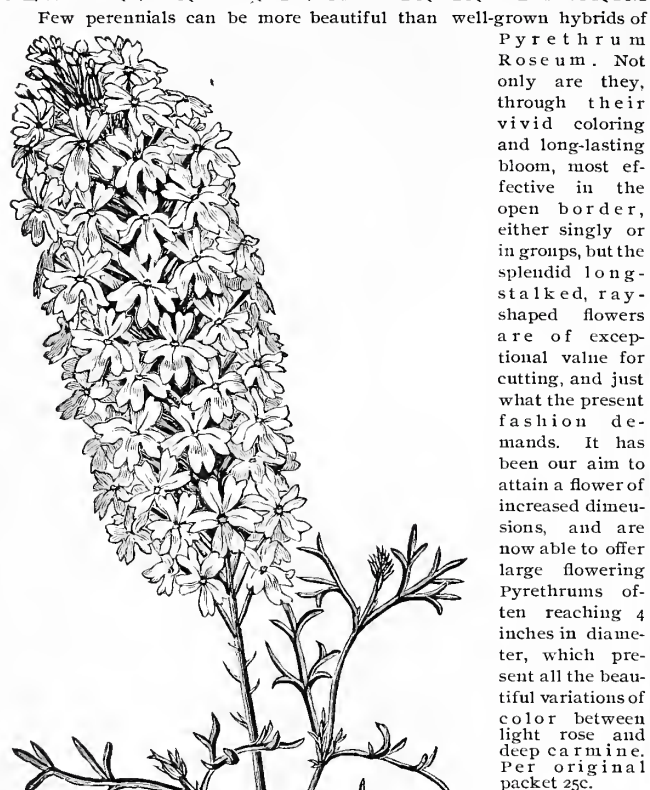 Few perennials can be more beautiful than well-grown hybrids of
Pyrethrum
Roseum. Not
only are they,
through their
vivid coloring
and long-lasting
bloom, most ef-
fective in the
open border,
either singly or
in groups, but the
splendid long-
stalked, ray-
shaped flowers
are of excep-
tional value for
cutting, and just
what the present
fashion de-
mands. It has
been our aim to
attain a flower of
increased dimeu-
sions, and are
now able to offer
large flowering
Pyrethrums of-
ten reaching 4
inches in diame-
ter, which pre-
sent all the beau-
tiful variations of
color between
light rose and
deep carmine.
Per original
packet 25c.